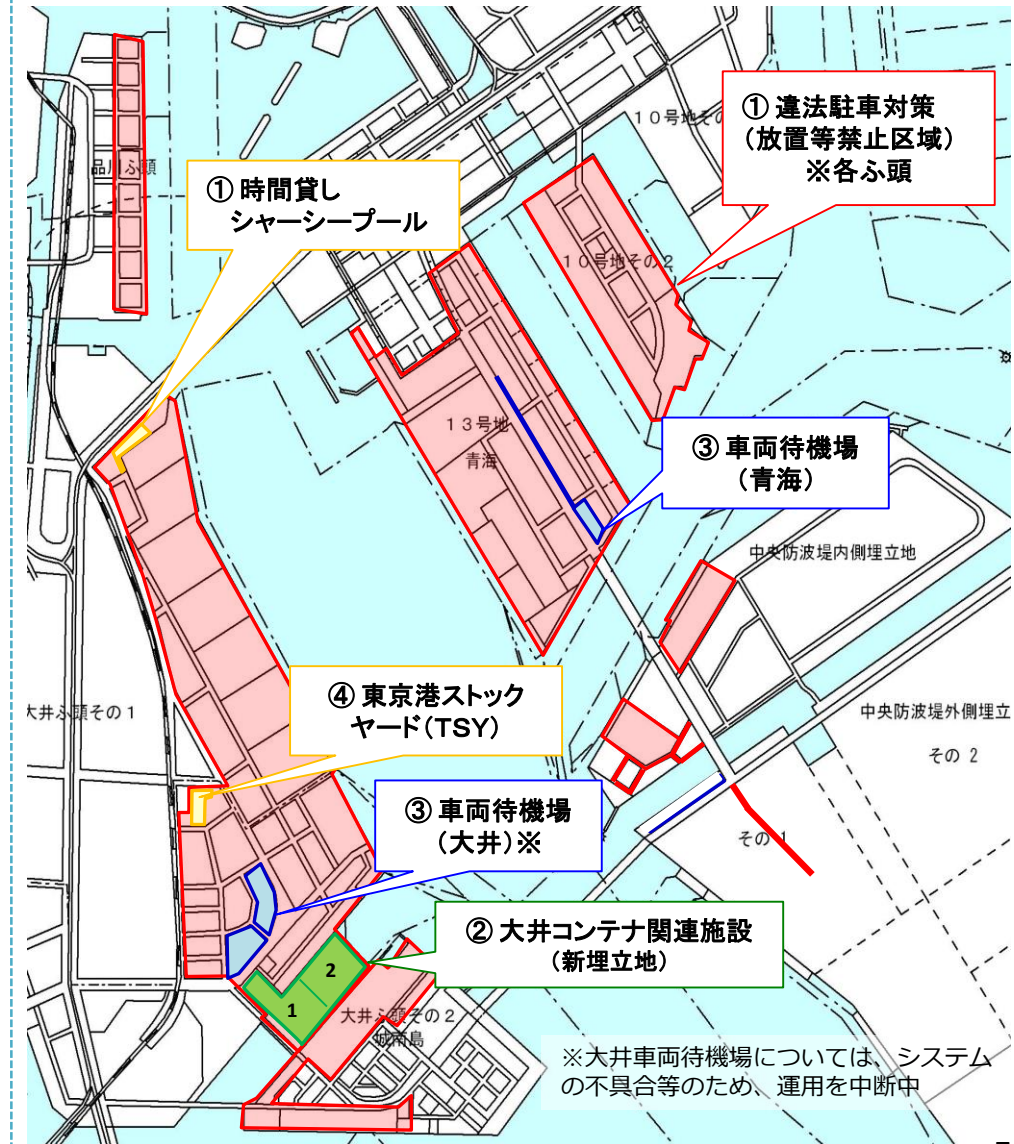 １０号地その
① 違法駐車対策
（放置等禁止区域）
※各ふ頭
品川ふ頭
① 時間貸し
シャーシープール
１０号地その２
１３号地
青海
③ 車両待機場
（青海）
中央防波堤内側埋立地
④ 東京港ストック
ヤード（TSY）
大井ふ頭その１
中央防波堤外側埋立
その ２
③ 車両待機場
（大井）※
その １
② 大井コンテナ関連施設
（新埋立地）
2
1
大井ふ頭その２
城南島
※大井車両待機場については、システム
の不具合等のため、運用を中断中